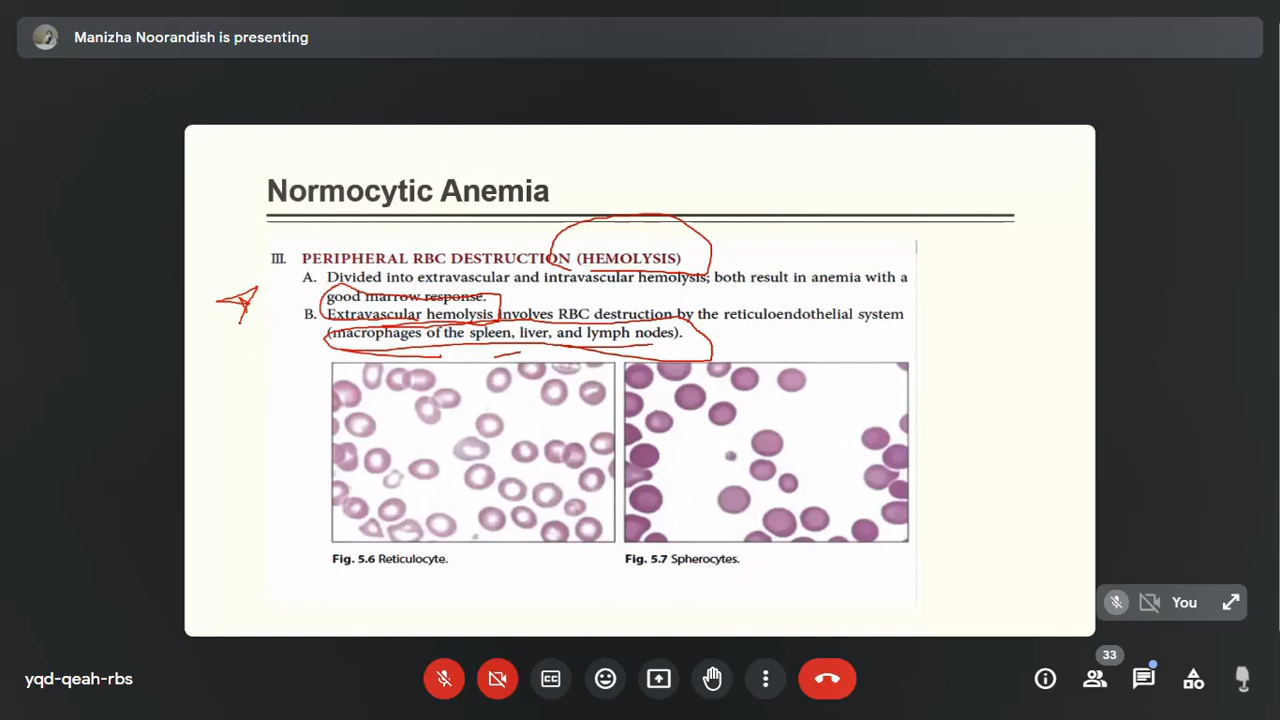 Manizha Noorandish is presenting
Normocytic Anemia
III. PERIPHERAL RBC DESTRUCTION (HEMOLYSIS)
A. Divided into extravascular and intravascular hemolysis; both result in anemia with a
good marrow response.
B. Extravascular hemolysis involves RBC destruction by the reticuloendothelial system
(macrophages of the spleen, liver, and lymph nodes).
Fig. 5.6 Reticulocyte.
Fig. 5.7 Spherocytes.
You
33
yqd-qeah-rbs
CC